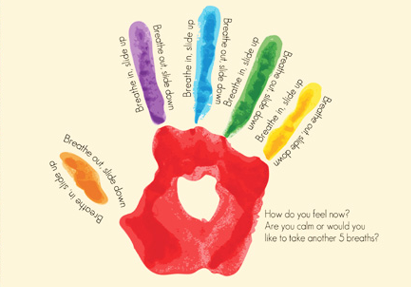 Breathe in, slide up
Breathe out, slide down
Breathe in, slide up
Breathe out, slide down
Breathe in, slide up
Breathe out, slide down
Breathe in, slide up
Breathe out, slide down
Breathe in, slide up
Breathe out, slide down
How do you feel now?
Are you calm or would you
like to take another 5 breaths?